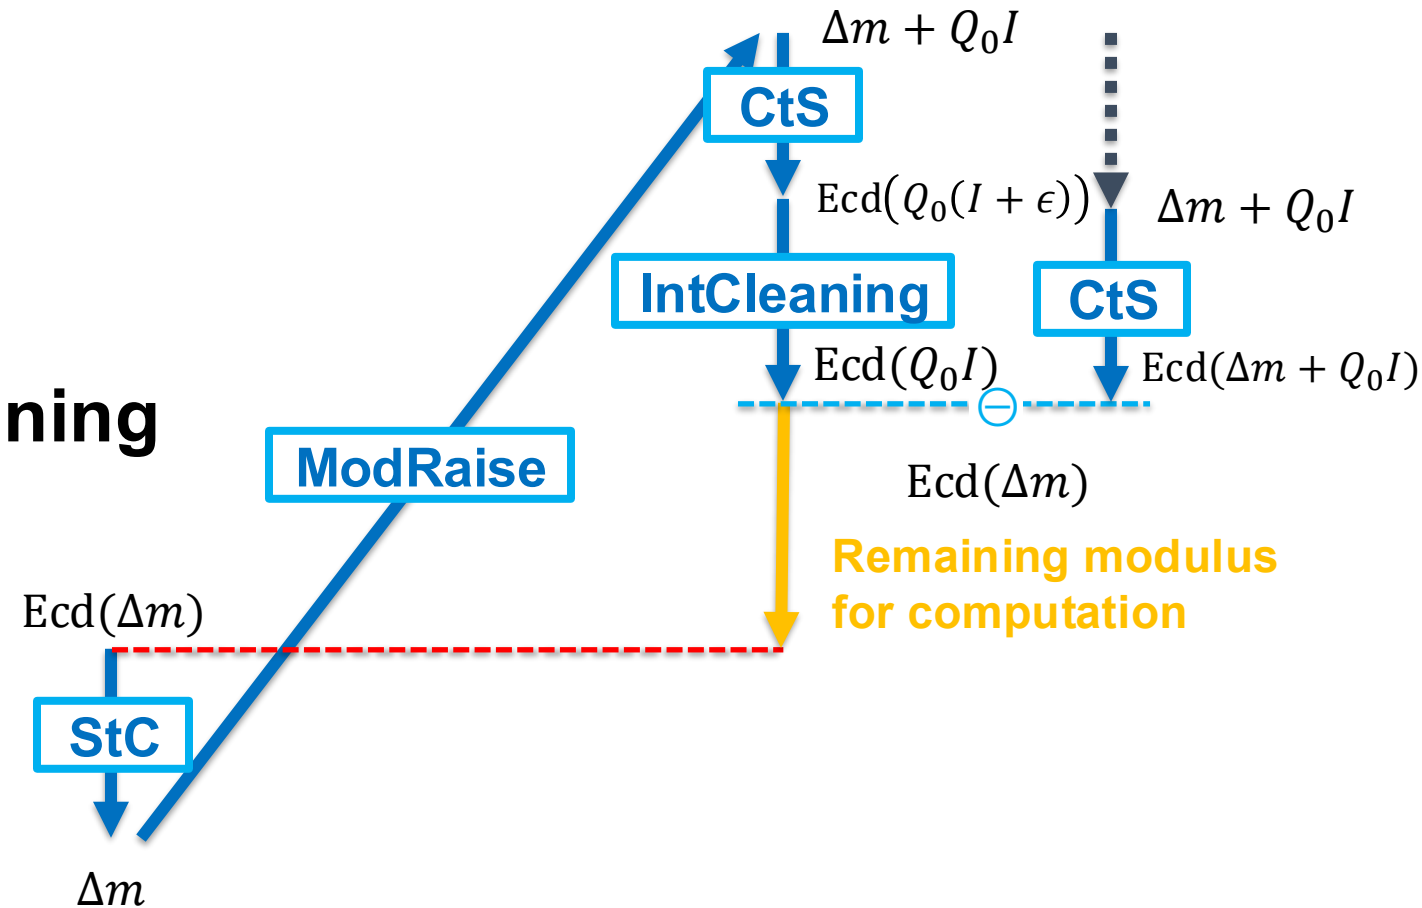 Δm + Q₀I
CtS
Ecd(Q₀(I + ϵ))
Δm + Q₀I
IntCleaning
CtS
Ecd(Q₀I)
Ecd(Δm + Q₀I)
ning
ModRaise
Ecd(Δm)
Remaining modulus
for computation
Ecd(Δm)
StC
Δm